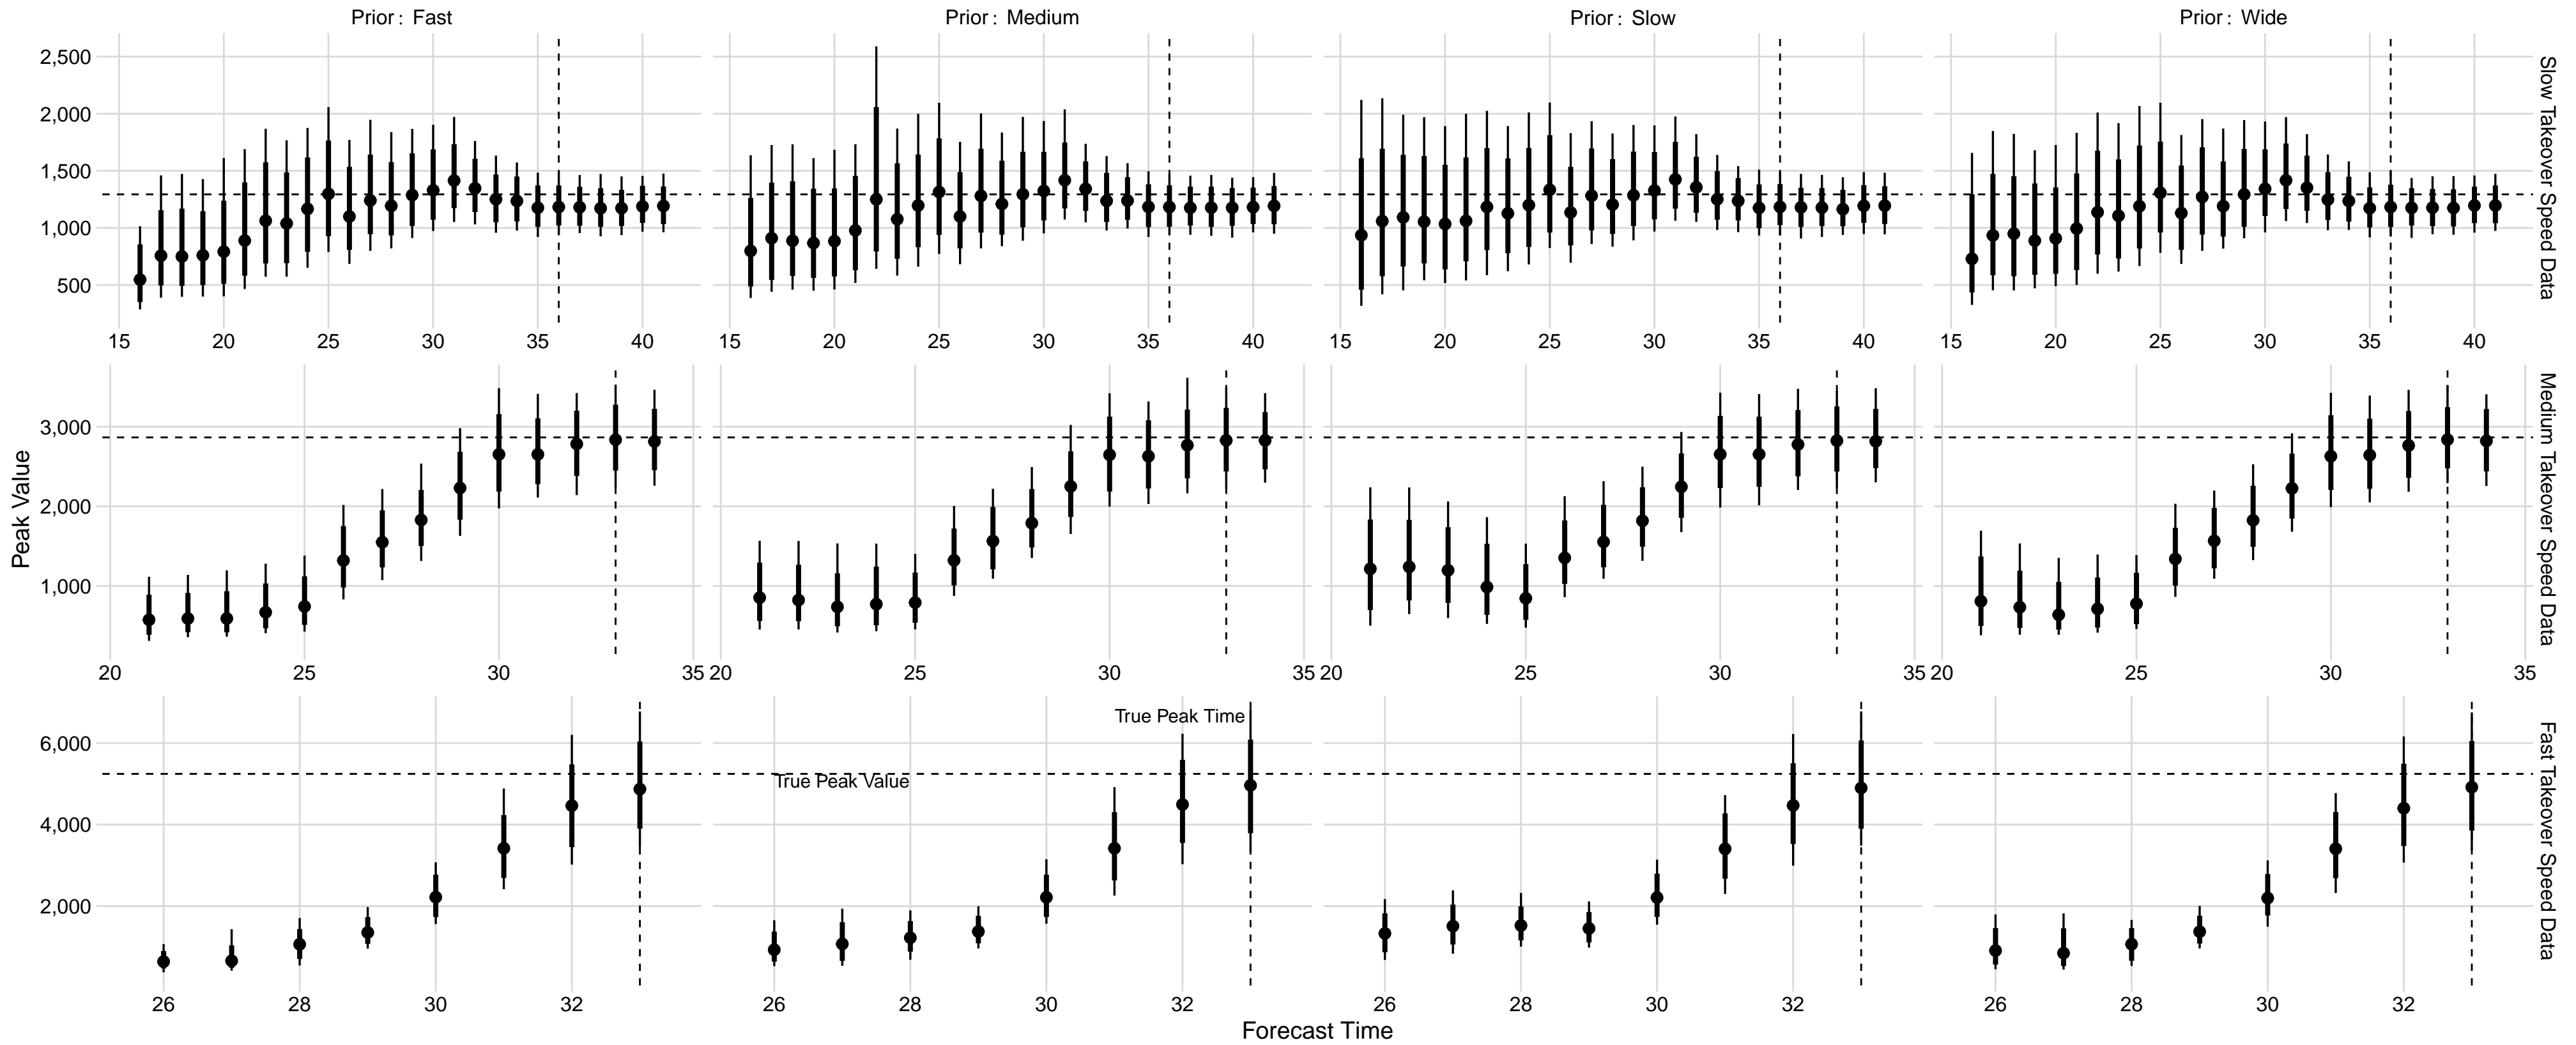 Prior: Fast Prior: Medium Prior: Slow Prior: Wide
2,500
2,000
1,500
1,000
500
15 20 25 30 35 40 15 20 25 30 35 40 15 20 25 30 35 40 15 20 25 30 35 40
Slow Takeover Speed Data
Peak Value
3,000
2,000
1,000
20 25 30 35 20 25 30 35 20 25 30 35 20 25 30 35
Medium Takeover Speed Data
True Peak Time
6,000
True Peak Value
4,000
2,000
26 28 30 32 26 28 30 32 26 28 30 32 26 28 30 32
Fast Takeover Speed Data
Forecast Time